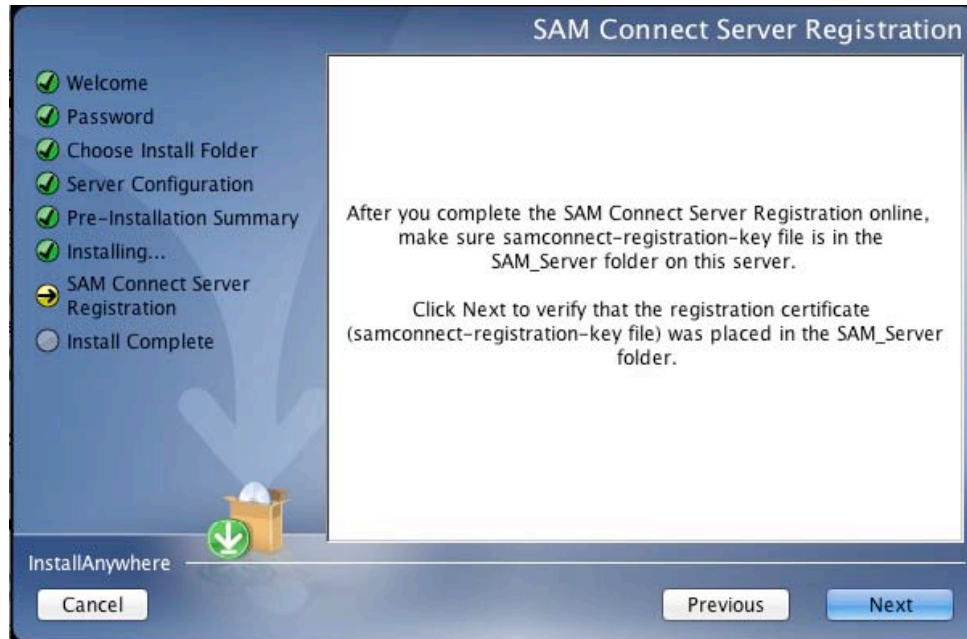 SAM Connect Server Registration
Welcome
Password
Choose Install Folder
Server Configuration
Pre-Installation Summary
Installing...
SAM Connect Server
Registration
Install Complete
After you complete the SAM Connect Server Registration online,
make sure samconnect-registration-key file is in the
SAM_Server folder on this server.
Click Next to verify that the registration certificate
(samconnect-registration-key file) was placed in the SAM_Server
folder.
InstallAnywhere
Cancel
Previous
Next